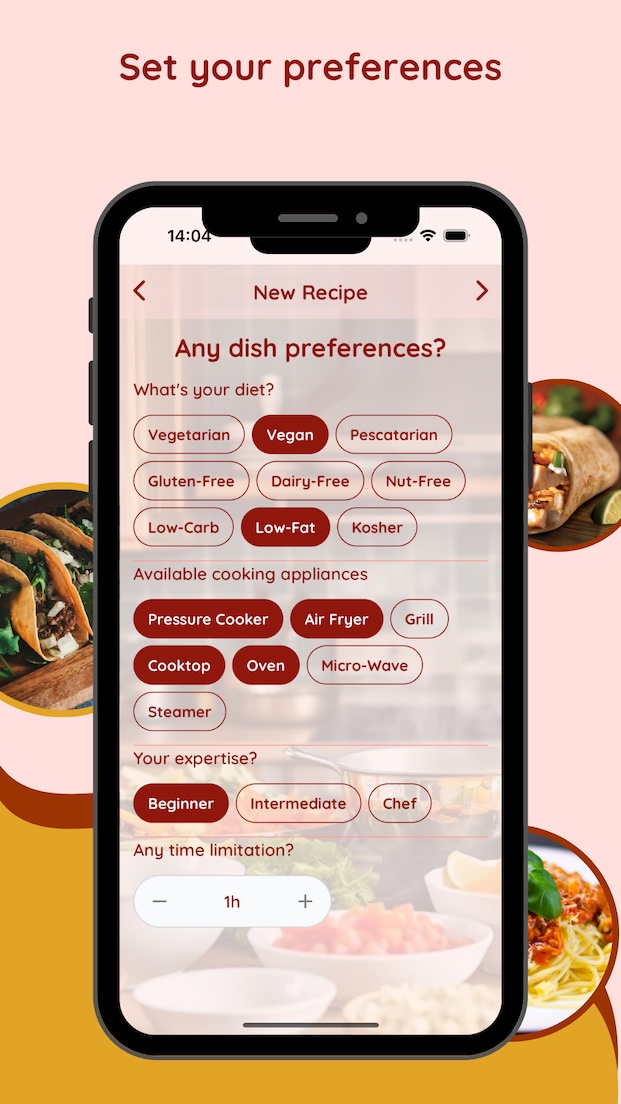 Set your preferences
14:04
New Recipe
Any dish preferences?
What's your diet?
Vegetarian Vegan Pescatarian
Gluten-Free Dairy-Free Nut-Free
Low-Carb Low-Fat Kosher
Available cooking appliances
Pressure Cooker Air Fryer Grill
Cooktop Oven Micro-Wave
Steamer
Your expertise?
Beginner Intermediate Chef
Any time limitation?
− 1h +